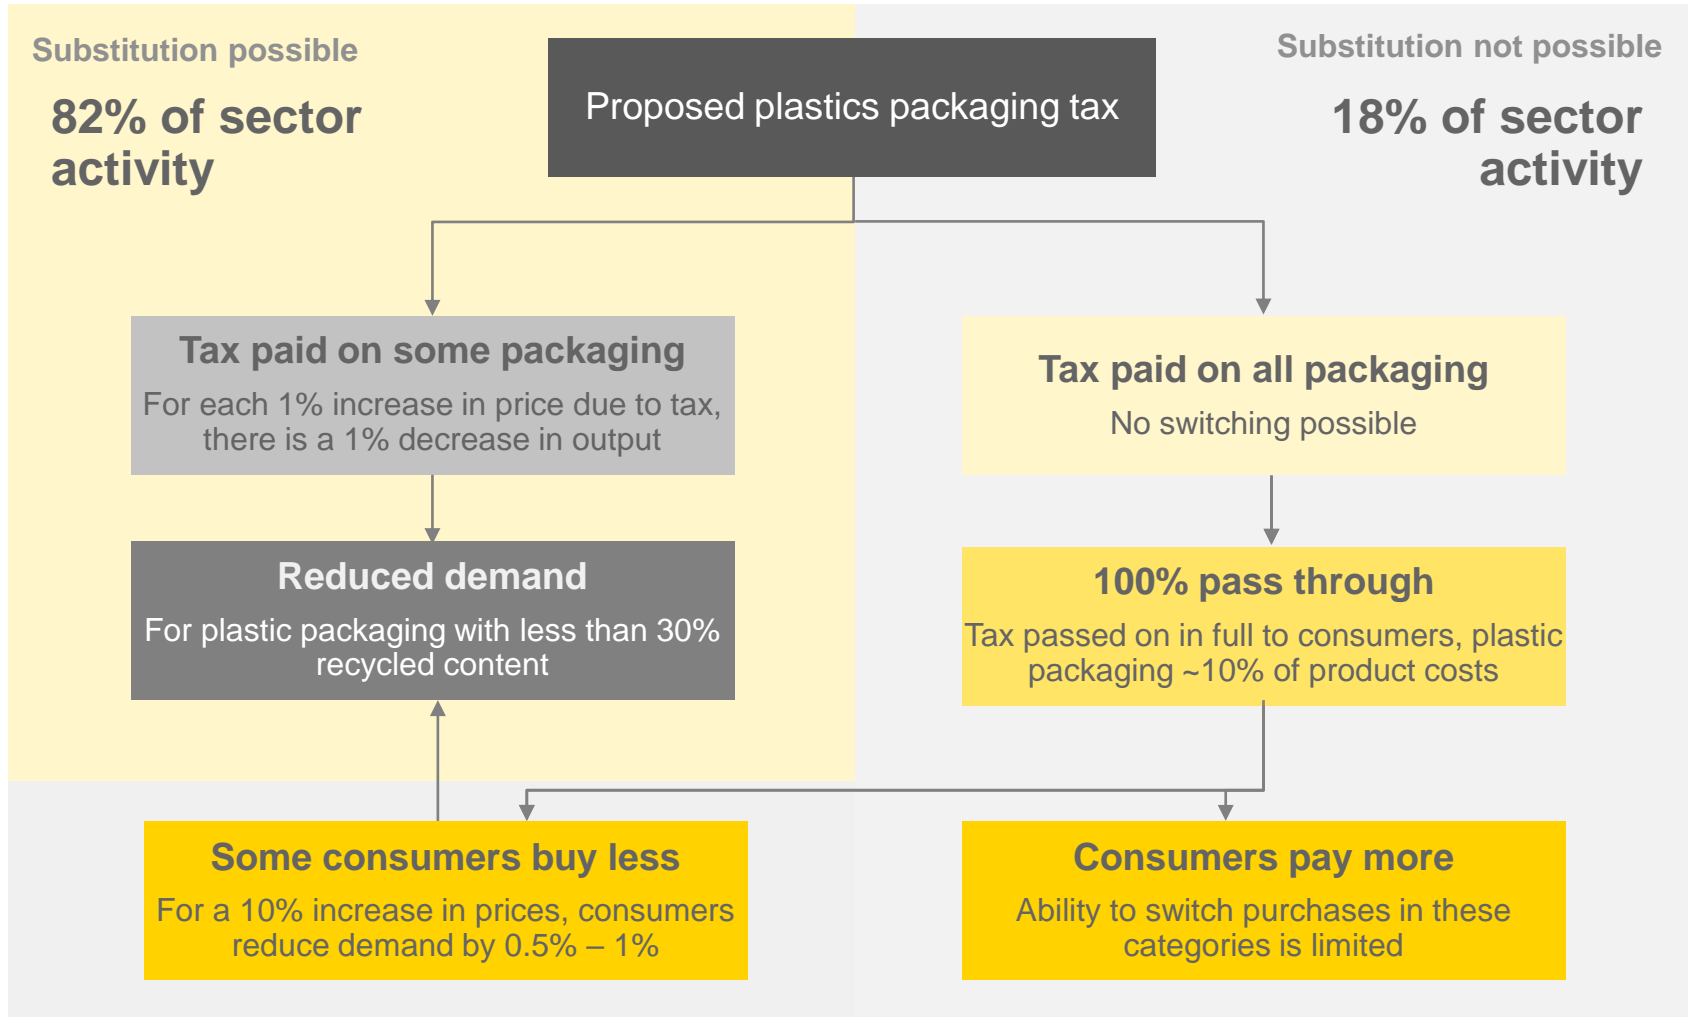 Substitution possible
82% of sector
activity
Proposed plastics packaging tax
Substitution not possible
18% of sector
activity
Tax paid on some packaging
For each 1% increase in price due to tax,
there is a 1% decrease in output
Tax paid on all packaging
No switching possible
Reduced demand
For plastic packaging with less than 30%
recycled content
100% pass through
Tax passed on in full to consumers, plastic
packaging ~10% of product costs
Some consumers buy less
For a 10% increase in prices, consumers
reduce demand by 0.5% – 1%
Consumers pay more
Ability to switch purchases in these
categories is limited